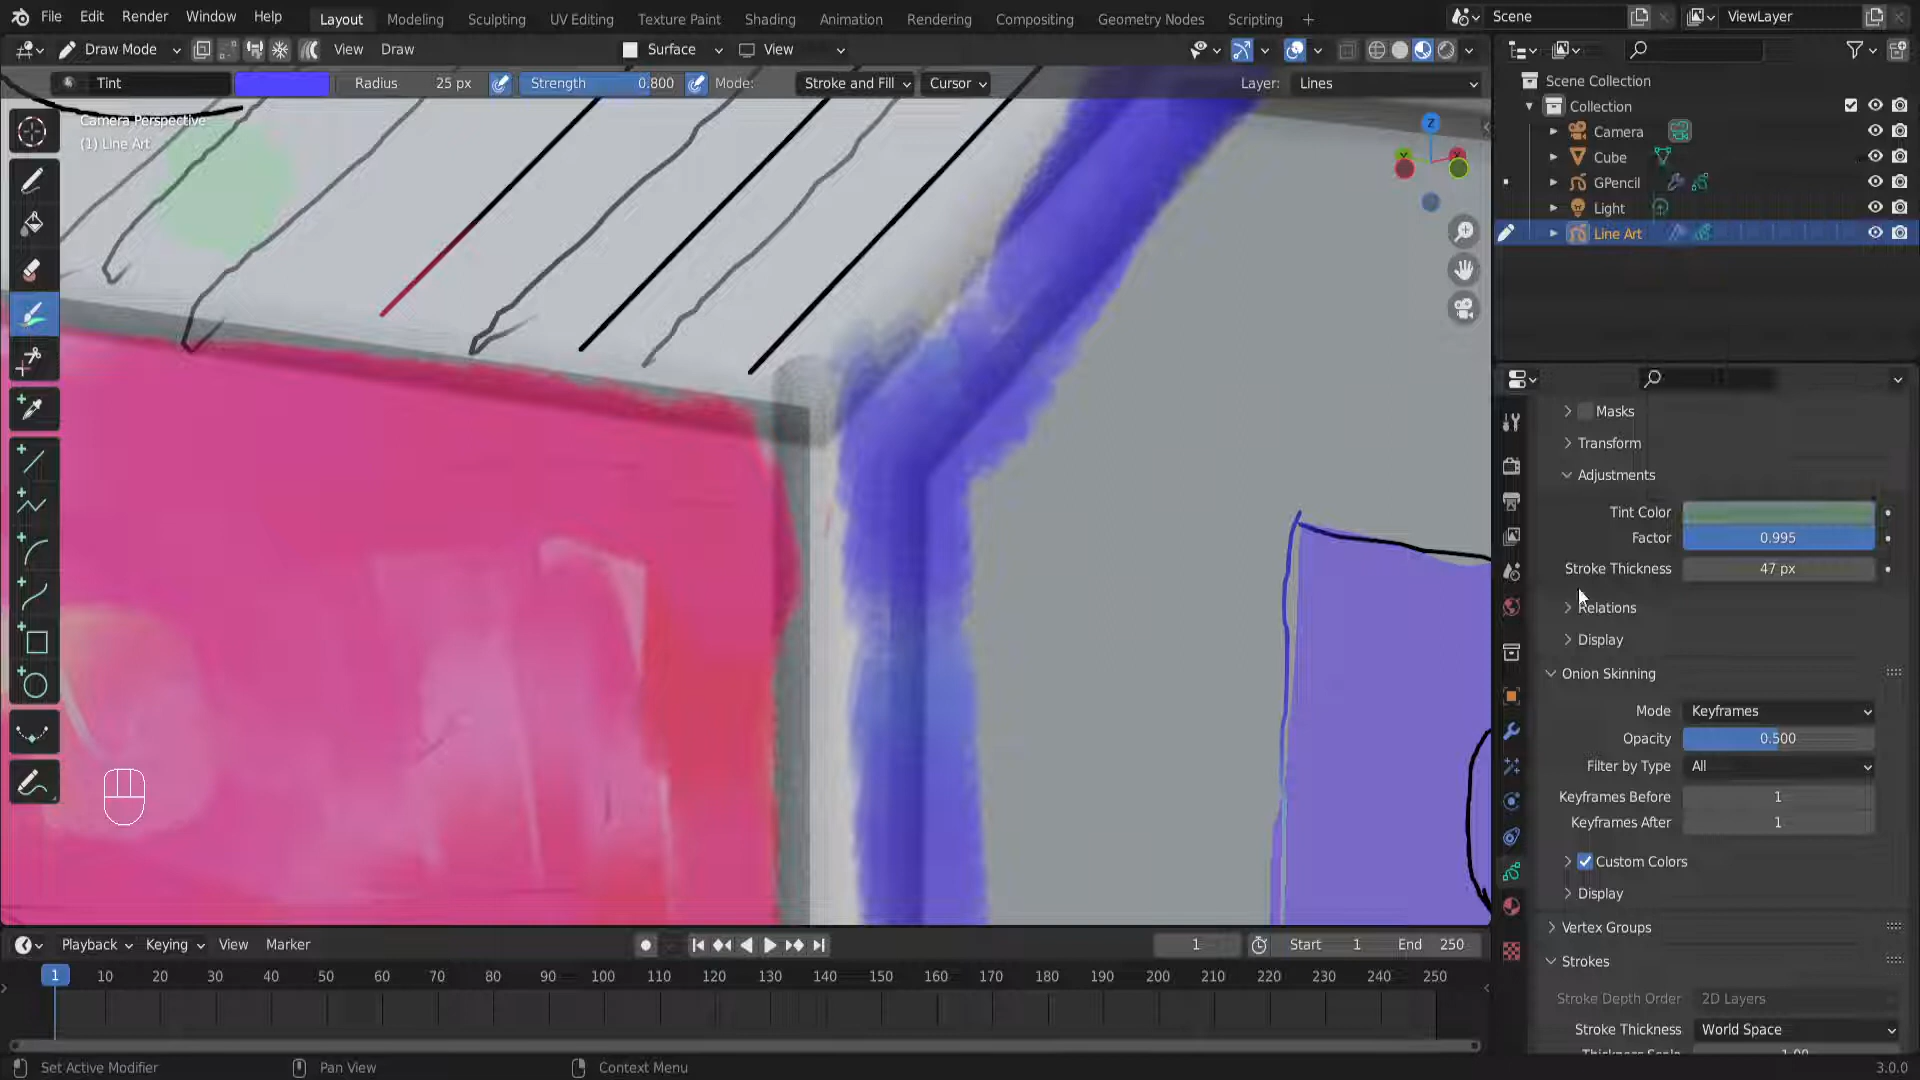 File Edit Render Window Help
Layout Modeling Sculpting UV Editing Texture Paint Shading Animation Rendering Compositing Geometry Nodes Scripting +
Scene
ViewLayer
Draw Mode View Draw
Surface View
Tint
Radius 25 px
Strength 0.800
Mode: Stroke and Fill Cursor
Layer: Lines
Camera Perspective
(1) Line Art
Z
Scene Collection
Collection
Camera
Cube
GPencil
Light
Line Art
Masks
Transform
Adjustments
Tint Color
Factor 0.995
Stroke Thickness 47 px
Relations
Display
Onion Skinning
Mode Keyframes
Opacity 0.500
Filter by Type All
Keyframes Before 1
Keyframes After 1
Custom Colors
Display
Vertex Groups
Strokes
Stroke Depth Order 2D Layers
Stroke Thickness World Space
Thickness Scale 1.00
Playback Keying View Marker
1 Start 1 End 250
1 10 20 30 40 50 60 70 80 90 100 110 120 130 140 150 160 170 180 190 200 210 220 230 240 250
Set Active Modifier Pan View Context Menu
3.0.0